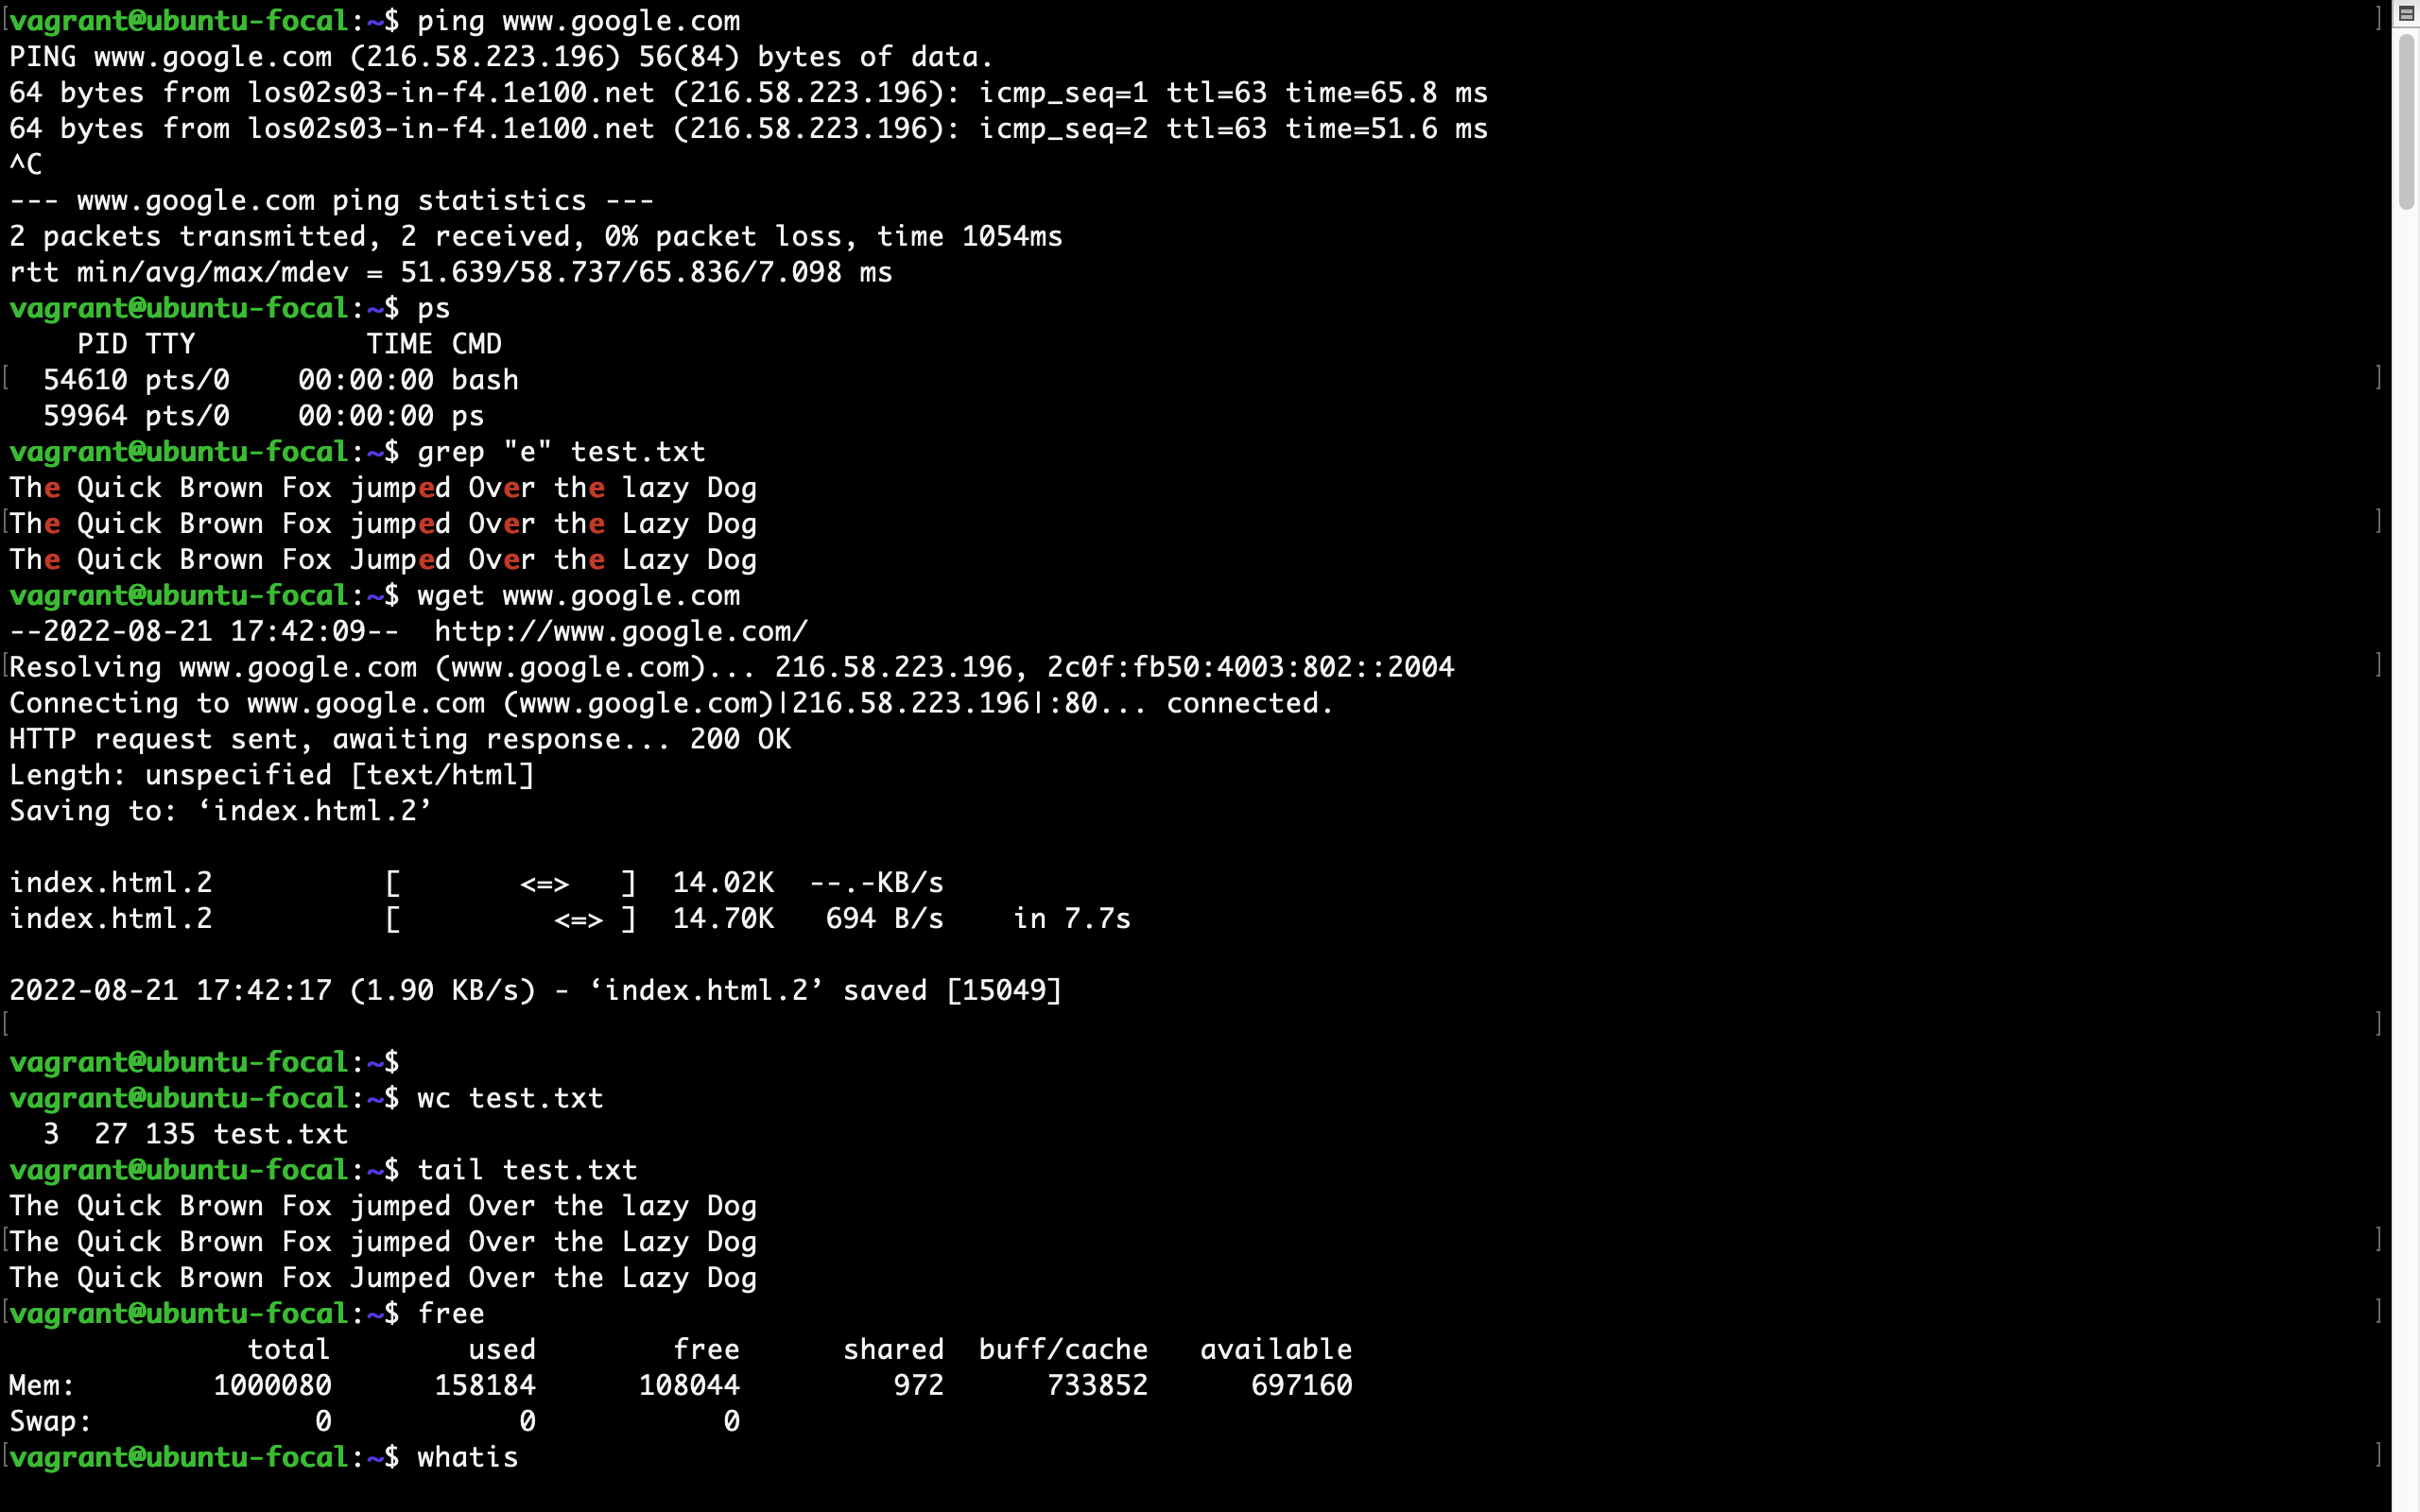 vagrant@ubuntu-focal:~$ ping www.google.com
PING www.google.com (216.58.223.196) 56(84) bytes of data.
64 bytes from los02s03-in-f4.1e100.net (216.58.223.196): icmp_seq=1 ttl=63 time=65.8 ms
64 bytes from los02s03-in-f4.1e100.net (216.58.223.196): icmp_seq=2 ttl=63 time=51.6 ms
^C
--- www.google.com ping statistics ---
2 packets transmitted, 2 received, 0% packet loss, time 1054ms
rtt min/avg/max/mdev = 51.639/58.737/65.836/7.098 ms
vagrant@ubuntu-focal:~$ ps
    PID TTY          TIME CMD
  54610 pts/0    00:00:00 bash
  59964 pts/0    00:00:00 ps
vagrant@ubuntu-focal:~$ grep "e" test.txt
The Quick Brown Fox jumped Over the lazy Dog
The Quick Brown Fox jumped Over the Lazy Dog
The Quick Brown Fox Jumped Over the Lazy Dog
vagrant@ubuntu-focal:~$ wget www.google.com
--2022-08-21 17:42:09--  http://www.google.com/
Resolving www.google.com (www.google.com)... 216.58.223.196, 2c0f:fb50:4003:802::2004
Connecting to www.google.com (www.google.com)|216.58.223.196|:80... connected.
HTTP request sent, awaiting response... 200 OK
Length: unspecified [text/html]
Saving to: ‘index.html.2’
index.html.2          [       <=>   ]  14.02K  --.-KB/s
index.html.2          [         <=> ]  14.70K   694 B/s    in 7.7s
2022-08-21 17:42:17 (1.90 KB/s) - ‘index.html.2’ saved [15049]
vagrant@ubuntu-focal:~$
vagrant@ubuntu-focal:~$ wc test.txt
  3  27 135 test.txt
vagrant@ubuntu-focal:~$ tail test.txt
The Quick Brown Fox jumped Over the lazy Dog
The Quick Brown Fox jumped Over the Lazy Dog
The Quick Brown Fox Jumped Over the Lazy Dog
vagrant@ubuntu-focal:~$ free
              total        used        free      shared  buff/cache   available
Mem:        1000080      158184      108044         972      733852      697160
Swap:             0           0           0
vagrant@ubuntu-focal:~$ whatis